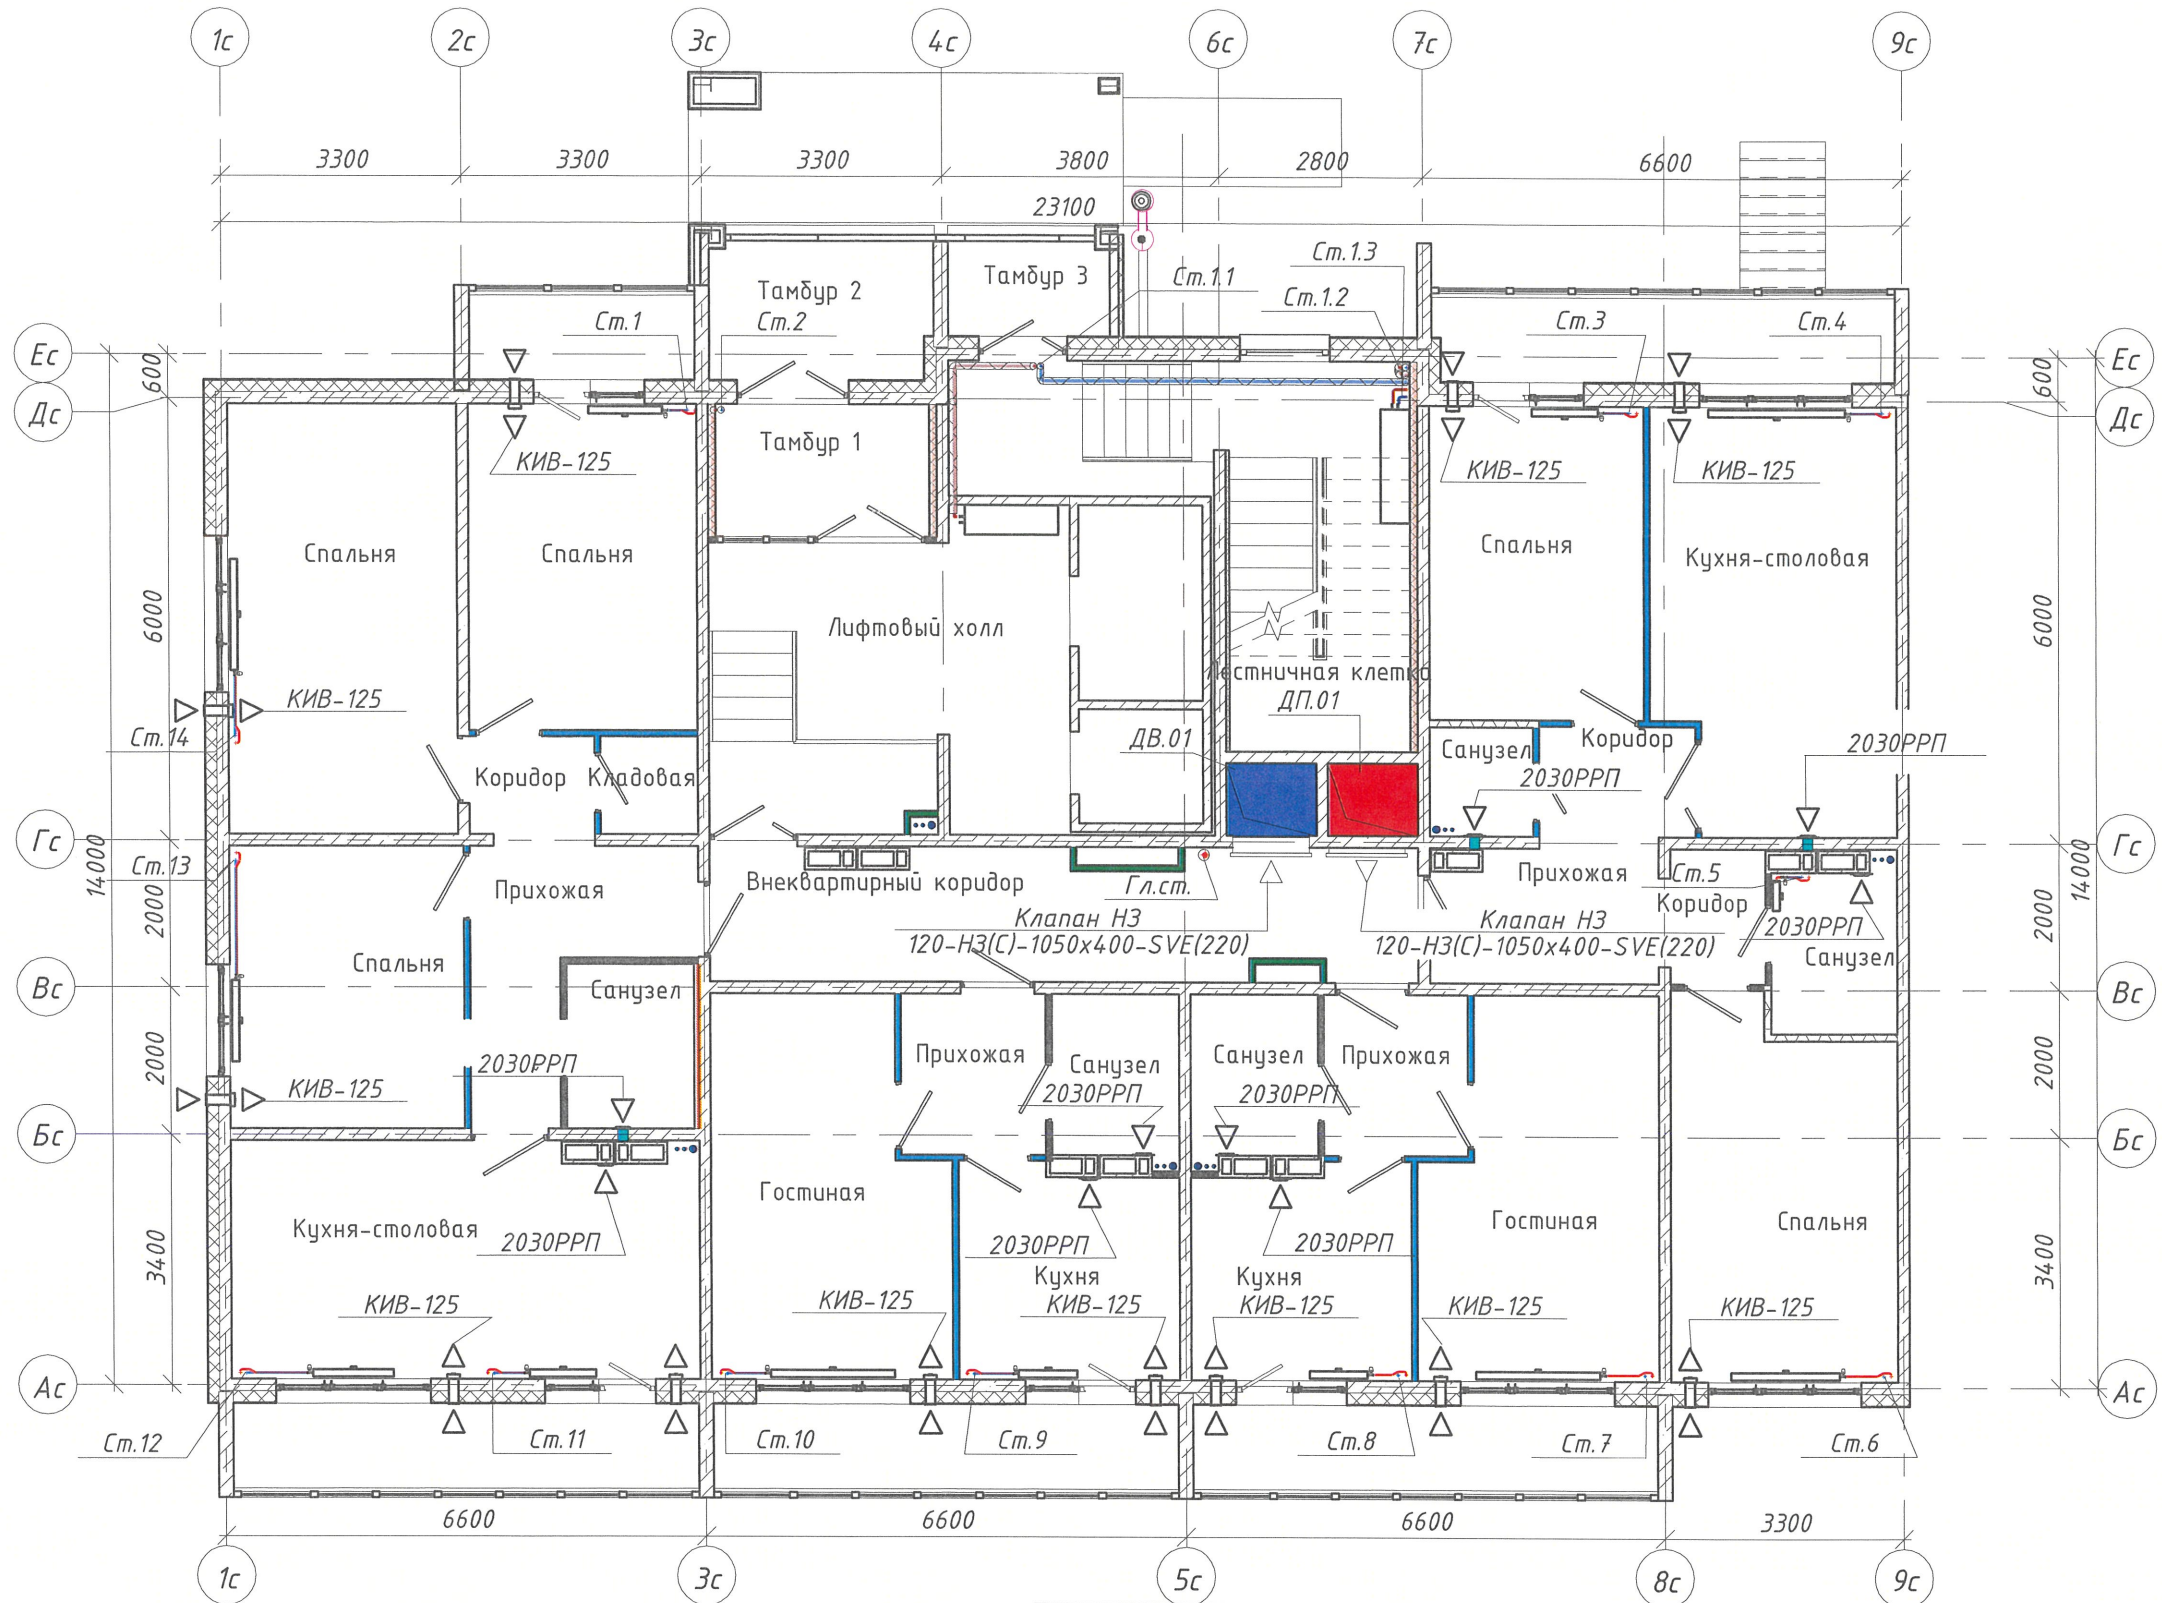 1с 2с 3с 4с 6с 7с 9с
3300 3300 3300 3800 2800 6600
23100
Ст.1.3
Тамбур 3 Ст.1.1
Тамбур 2
Ст.1.2
Ст.1 Ст.2 Ст.3 Ст.4
Ес 600 600 Ес
Дс Дс
Тамбур 1
КИВ-125 КИВ-125 КИВ-125
Спальня Спальня Спальня Кухня-столовая
6000 6000
Лифтовый холл
Лестничная клетка
КИВ-125 ДП.01
Ст.14 ДВ.01 Санузел Коридор 2030РРП
Коридор Кладовая 2030РРП
Гс Гс
14000 Ст.13 14000
Прихожая Внеквартирный коридор Гл.ст. Прихожая Ст.5
Коридор
2000 Клапан НЗ Клапан НЗ 2030РРП 2000
120-НЗ(С)-1050х400-SVE(220) 120-НЗ(С)-1050х400-SVE(220)
Спальня Санузел
Вс Санузел Вс
2000 2030РРП Прихожая Санузел Санузел Прихожая 2000
КИВ-125 2030РРП 2030РРП
Бс Бс
Гостиная Гостиная Спальня
Кухня-столовая 2030РРП 2030РРП 2030РРП
3400 3400
Кухня Кухня
КИВ-125 КИВ-125 КИВ-125 КИВ-125 КИВ-125 КИВ-125
Ас Ас
Ст.12 Ст.11 Ст.10 Ст.9 Ст.8 Ст.7 Ст.6
6600 6600 6600 3300
1с 3с 5с 8с 9с